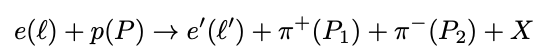 e(ℓ) + p(P) → e′(ℓ′) + π⁺(P₁) + π⁻(P₂) + X